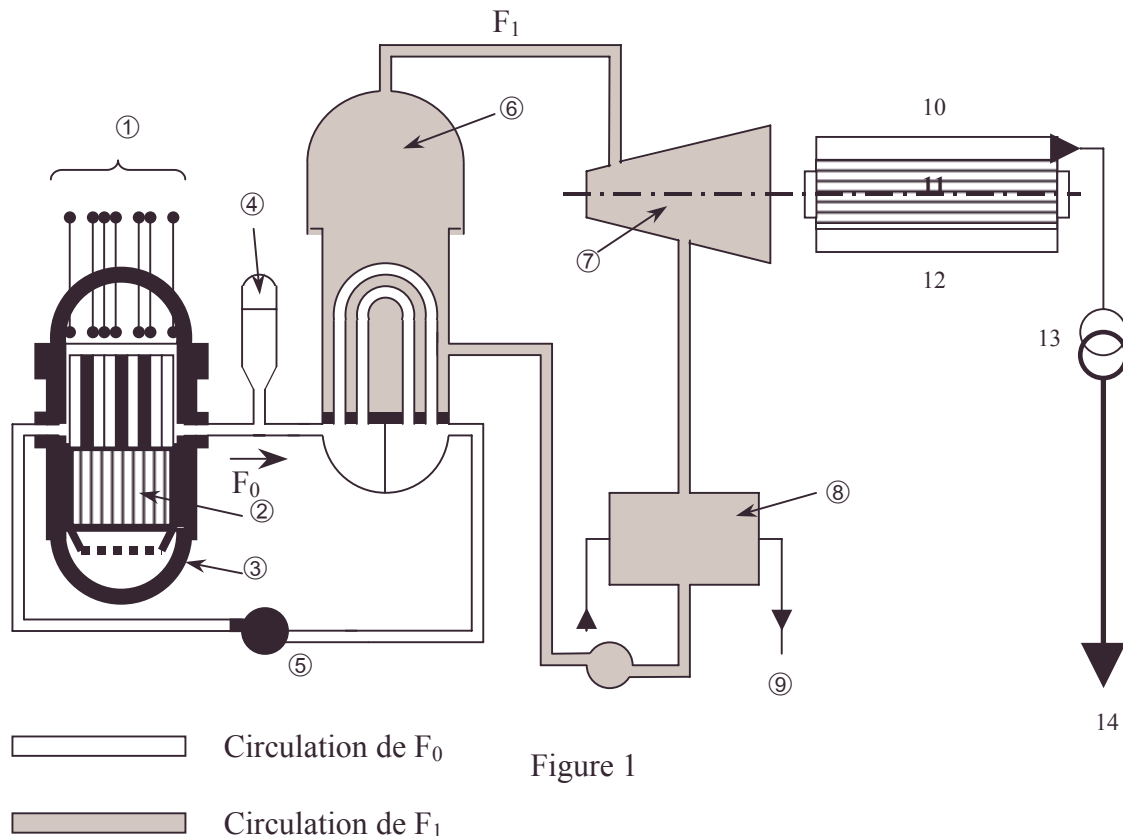 F₁
①
⑥
10
④
11
⑦
12
13
F₀
②
③
⑧
⑤
⑨
14
Circulation de F₀
Figure 1
Circulation de F₁